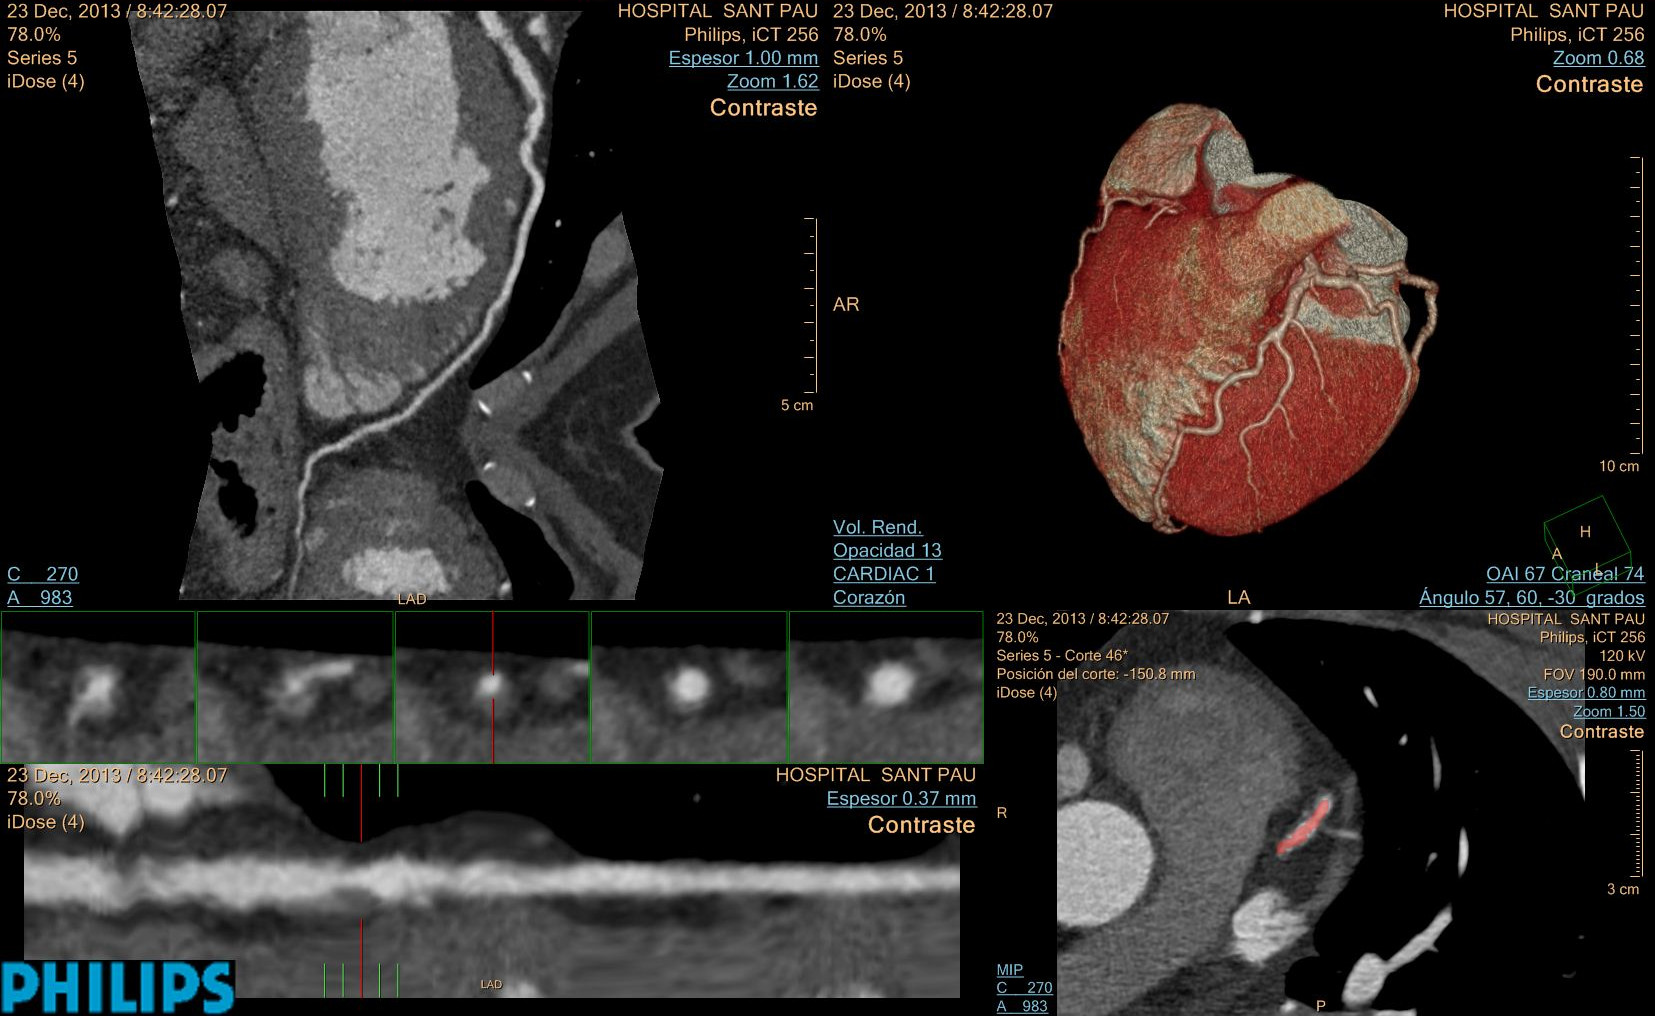 23 Dec, 2013 / 8:42:28.07
78.0%
Series 5
iDose (4)
HOSPITAL SANT PAU
Philips, iCT 256
Espesor 1.00 mm
Zoom 1.62
Contraste
5 cm
C 270
A 983
LAD
23 Dec, 2013 / 8:42:28.07
78.0%
Series 5
iDose (4)
HOSPITAL SANT PAU
Philips, iCT 256
Zoom 0.68
Contraste
AR
10 cm
Vol. Rend.
Opacidad 13
CARDIAC 1
Corazón
LA
H
A
L
OAI 67 Craneal 74
Ángulo 57, 60, -30 grados
23 Dec, 2013 / 8:42:28.07
78.0%
iDose (4)
HOSPITAL SANT PAU
Espesor 0.37 mm
Contraste
LAD
PHILIPS
23 Dec, 2013 / 8:42:28.07
78.0%
Series 5 - Corte 46*
Posición del corte: -150.8 mm
iDose (4)
HOSPITAL SANT PAU
Philips, iCT 256
120 kV
FOV 190.0 mm
Espesor 0.80 mm
Zoom 1.50
Contraste
R
3 cm
MIP
C 270
A 983
P